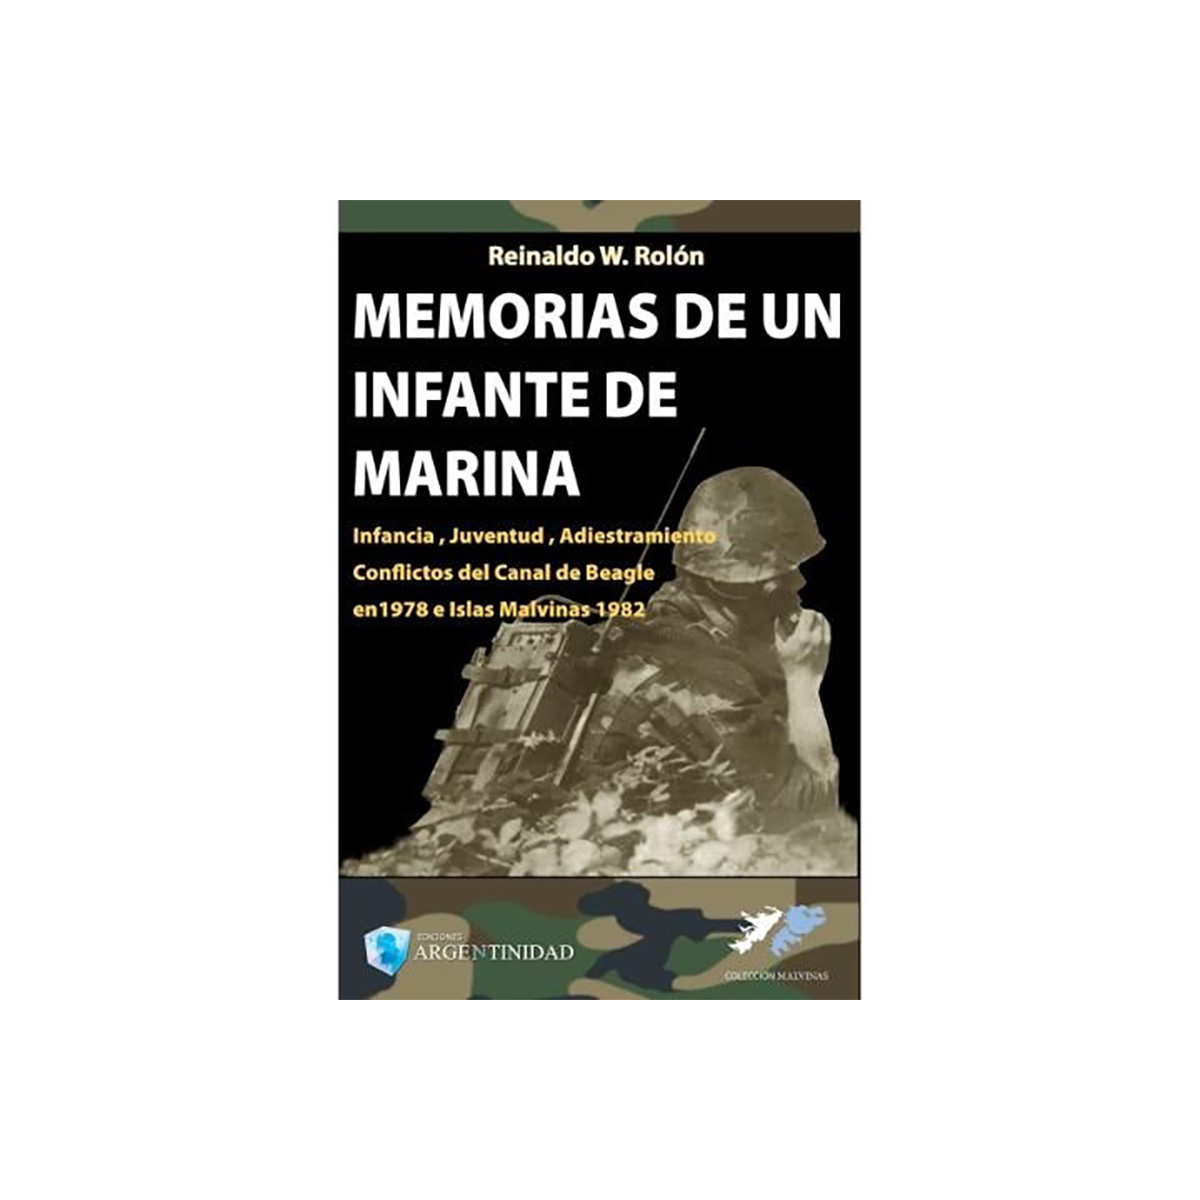 Reinaldo W. Rolón
MEMORIAS DE UN
INFANTE DE
MARINA
Infancia , Juventud , Adiestramiento
Conflictos del Canal de Beagle
en1978 e Islas Malvinas 1982
EDICIONES
ARGENTINIDAD
COLECCIÓN MALVINAS